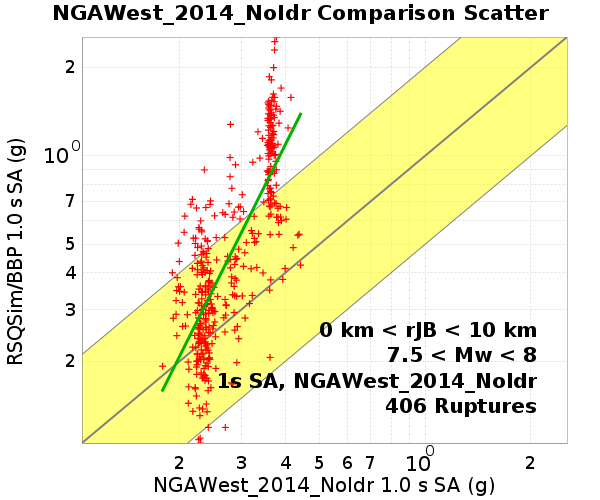 NGAWest_2014_NoIdr Comparison Scatter
RSQSim/BBP 1.0 s SA (g)
2
10^0
7
5
4
3
2
0 km < rJB < 10 km
7.5 < Mw < 8
1s SA, NGAWest_2014_NoIdr
406 Ruptures
2 3 4 5 6 7 10^0 2
NGAWest_2014_NoIdr 1.0 s SA (g)